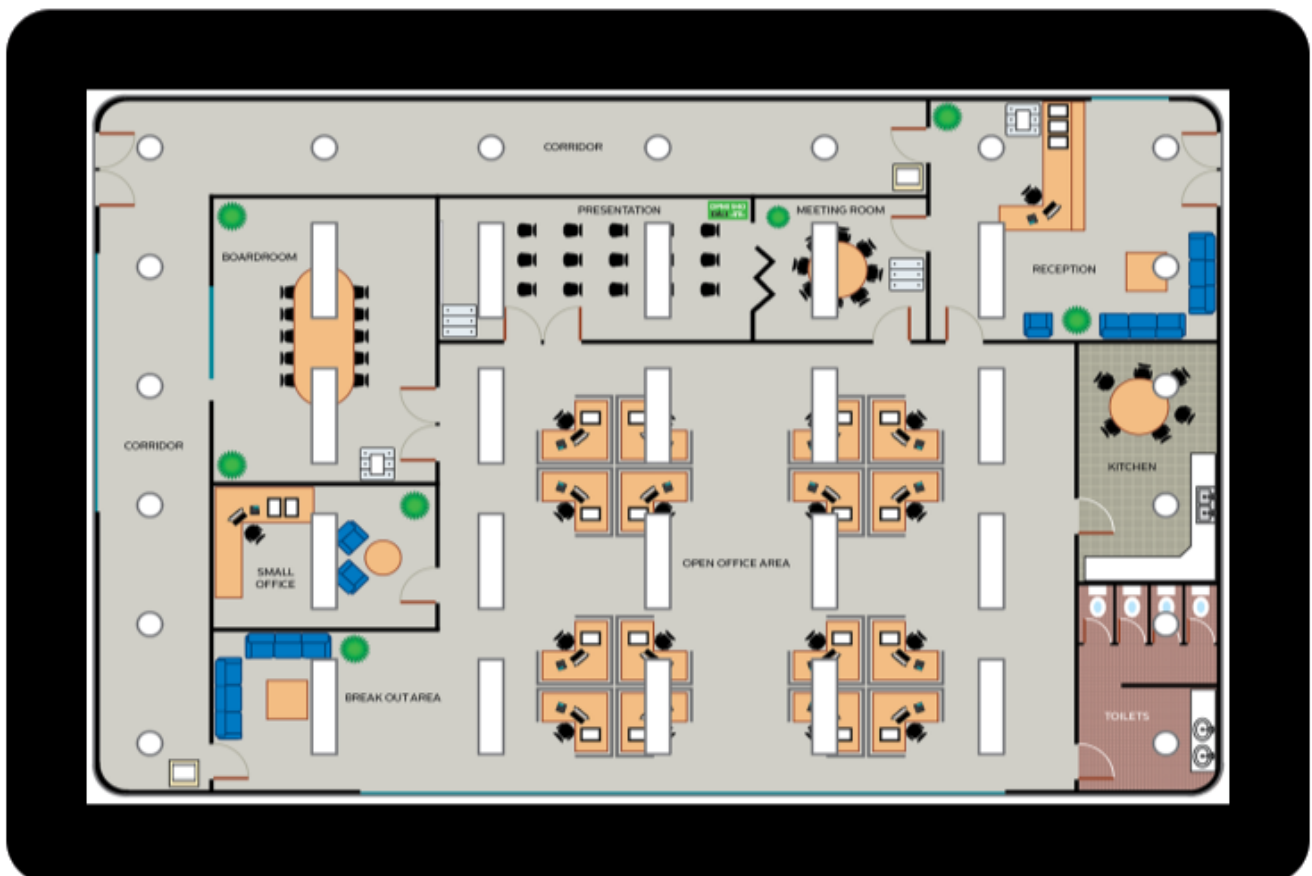 CORRIDOR
PRESENTATION
MEETING ROOM
BOARDROOM
RECEPTION
CORRIDOR
KITCHEN
OPEN OFFICE AREA
SMALL
OFFICE
BREAK OUT AREA
TOILETS